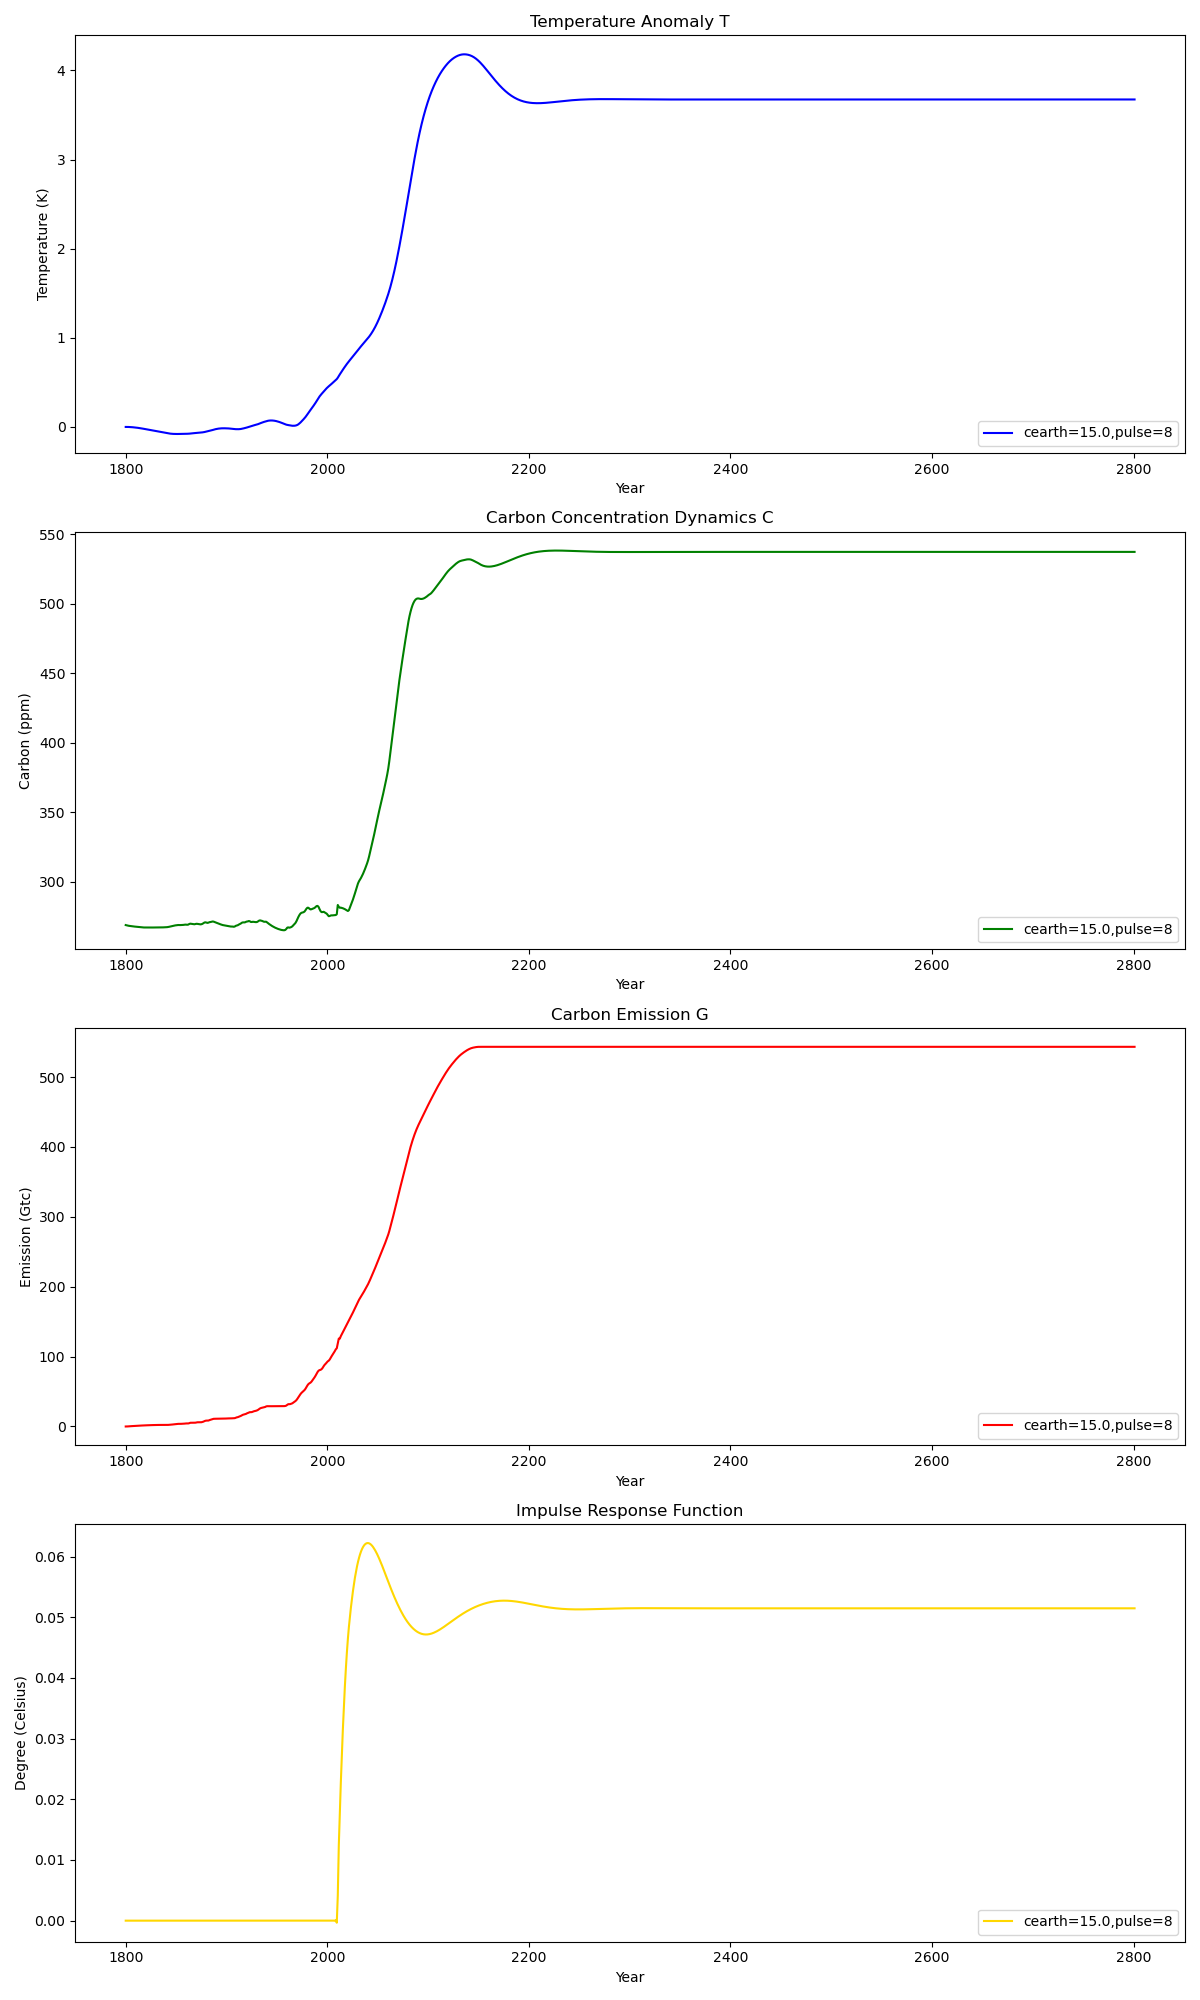 Temperature Anomaly T
Temperature (K)
4
3
2
1
0
cearth=15.0,pulse=8
1800 2000 2200 2400 2600 2800
Year
Carbon Concentration Dynamics C
Carbon (ppm)
550
500
450
400
350
300
cearth=15.0,pulse=8
1800 2000 2200 2400 2600 2800
Year
Carbon Emission G
Emission (Gtc)
500
400
300
200
100
0
cearth=15.0,pulse=8
1800 2000 2200 2400 2600 2800
Year
Impulse Response Function
Degree (Celsius)
0.06
0.05
0.04
0.03
0.02
0.01
0.00
cearth=15.0,pulse=8
1800 2000 2200 2400 2600 2800
Year